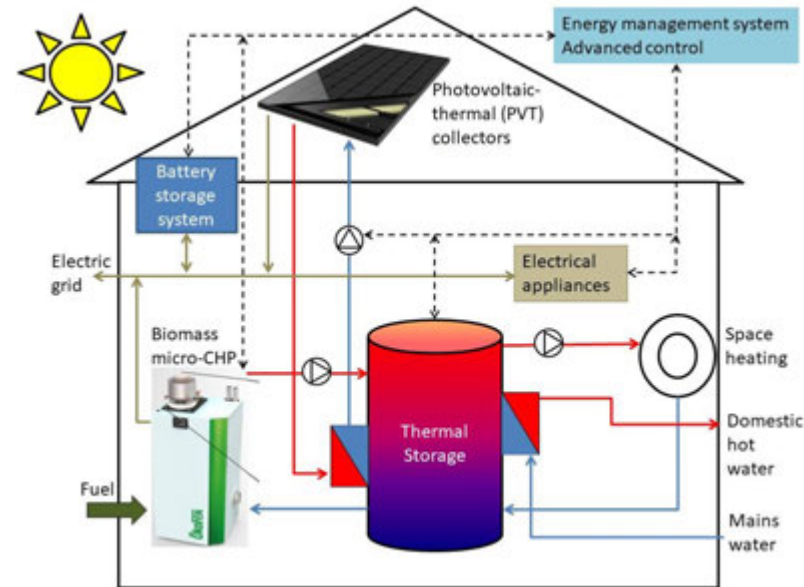 Energy management system
Advanced control
Photovoltaic-
thermal (PVT)
collectors
Battery
storage
system
Electric
grid
Electrical
appliances
Biomass
micro-CHP
Space
heating
Thermal
Storage
Domestic
hot
water
Fuel
Mains
water
ÖkoFEN